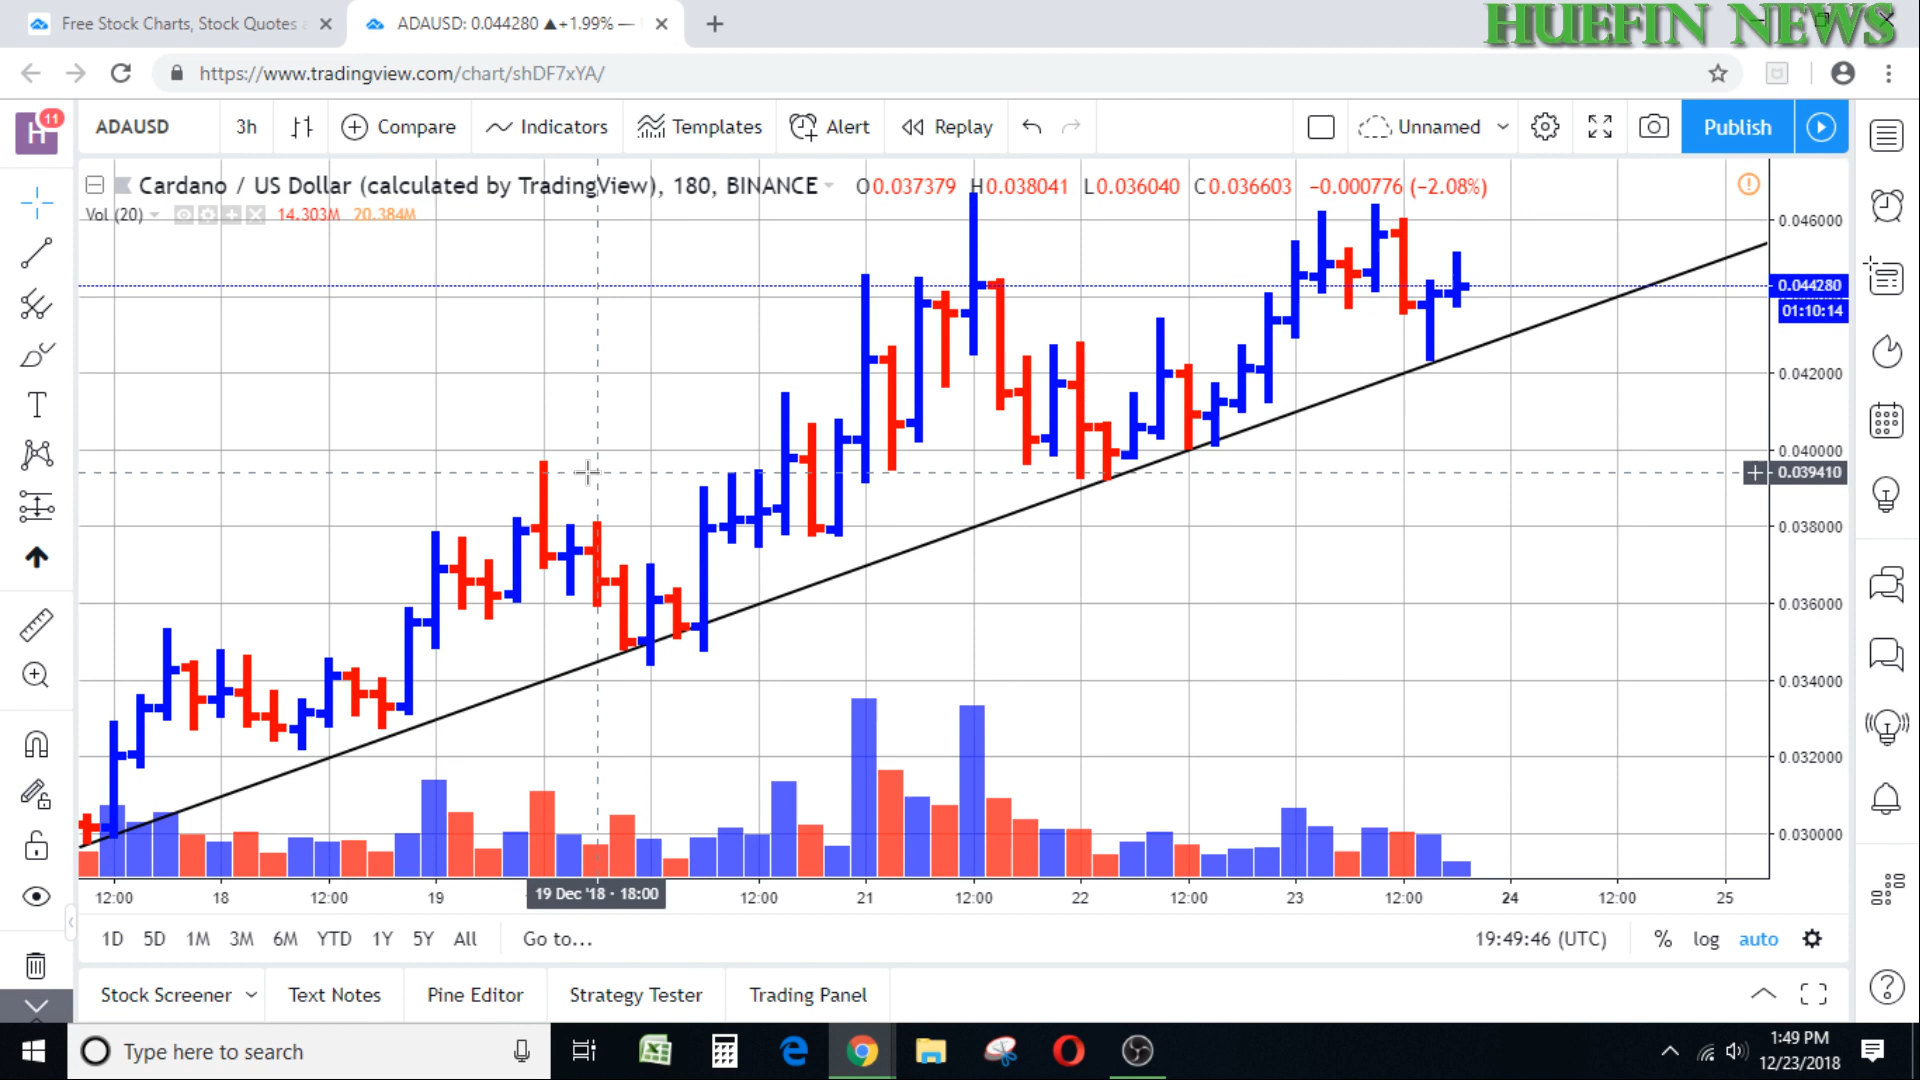 HUEFIN NEWS
Free Stock Charts, Stock Quotes
ADAUSD: 0.044280 ▲+1.99% —
https://www.tradingview.com/chart/shDF7xYA/
H
11
ADAUSD
3h
Compare
Indicators
Templates
Alert
Replay
Unnamed
Publish
Cardano / US Dollar (calculated by TradingView), 180, BINANCE
O0.037379 H0.038041 L0.036040 C0.036603 −0.000776 (−2.08%)
Vol (20)
14.303M 20.384M
0.046000
0.044280
01:10:14
0.042000
0.040000
0.039410
0.038000
0.036000
0.034000
0.032000
0.030000
12:00 18 12:00 19 19 Dec '18 · 18:00 12:00 21 12:00 22 12:00 23 12:00 24 12:00 25
1D 5D 1M 3M 6M YTD 1Y 5Y All Go to...
19:49:46 (UTC) % log auto
Stock Screener Text Notes Pine Editor Strategy Tester Trading Panel
Type here to search
1:49 PM
12/23/2018